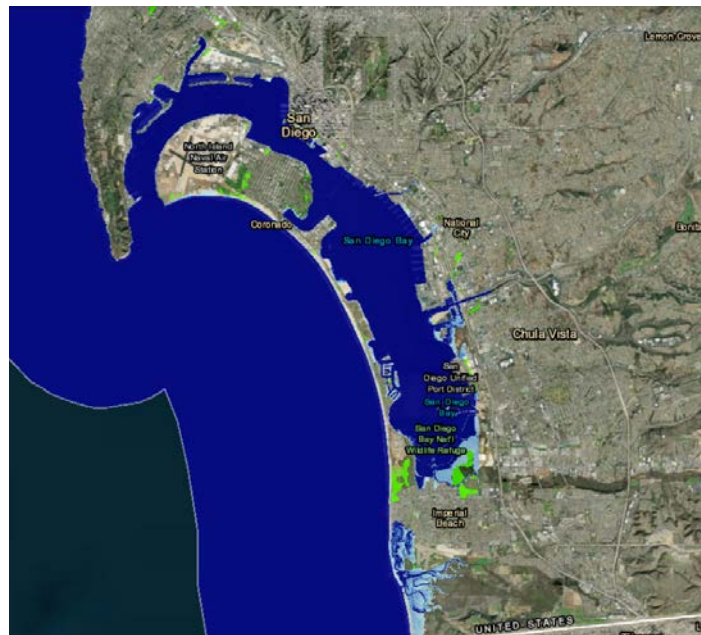 Lemon Grove
San
Diego
North Island
Naval Air
Station
Coronado
San Diego Bay
National
City
Bonita
Chula Vista
San
Diego Unified
Port District
San Diego
Bay
San Diego
Bay Nat'l
Wildlife Refuge
Imperial
Beach
UNITED STATES